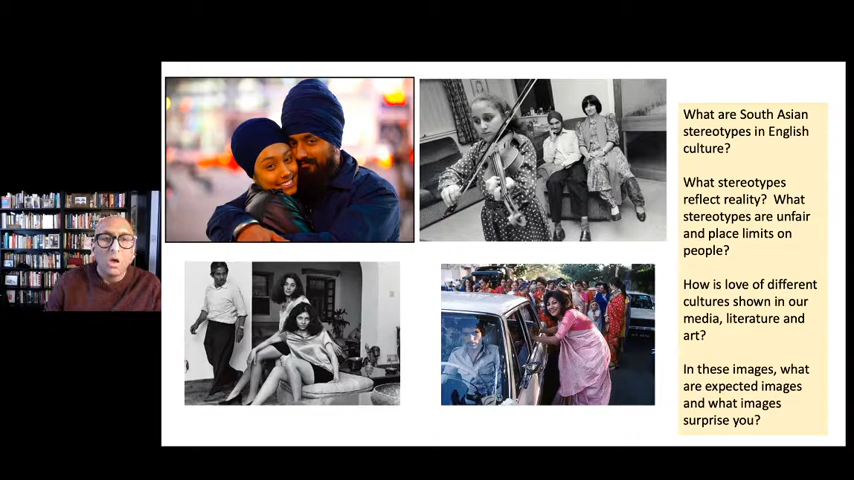 What are South Asian
stereotypes in English
culture?
What stereotypes
reflect reality?  What
stereotypes are unfair
and place limits on
people?
How is love of different
cultures shown in our
media, literature and
art?
In these images, what
are expected images
and what images
surprise you?